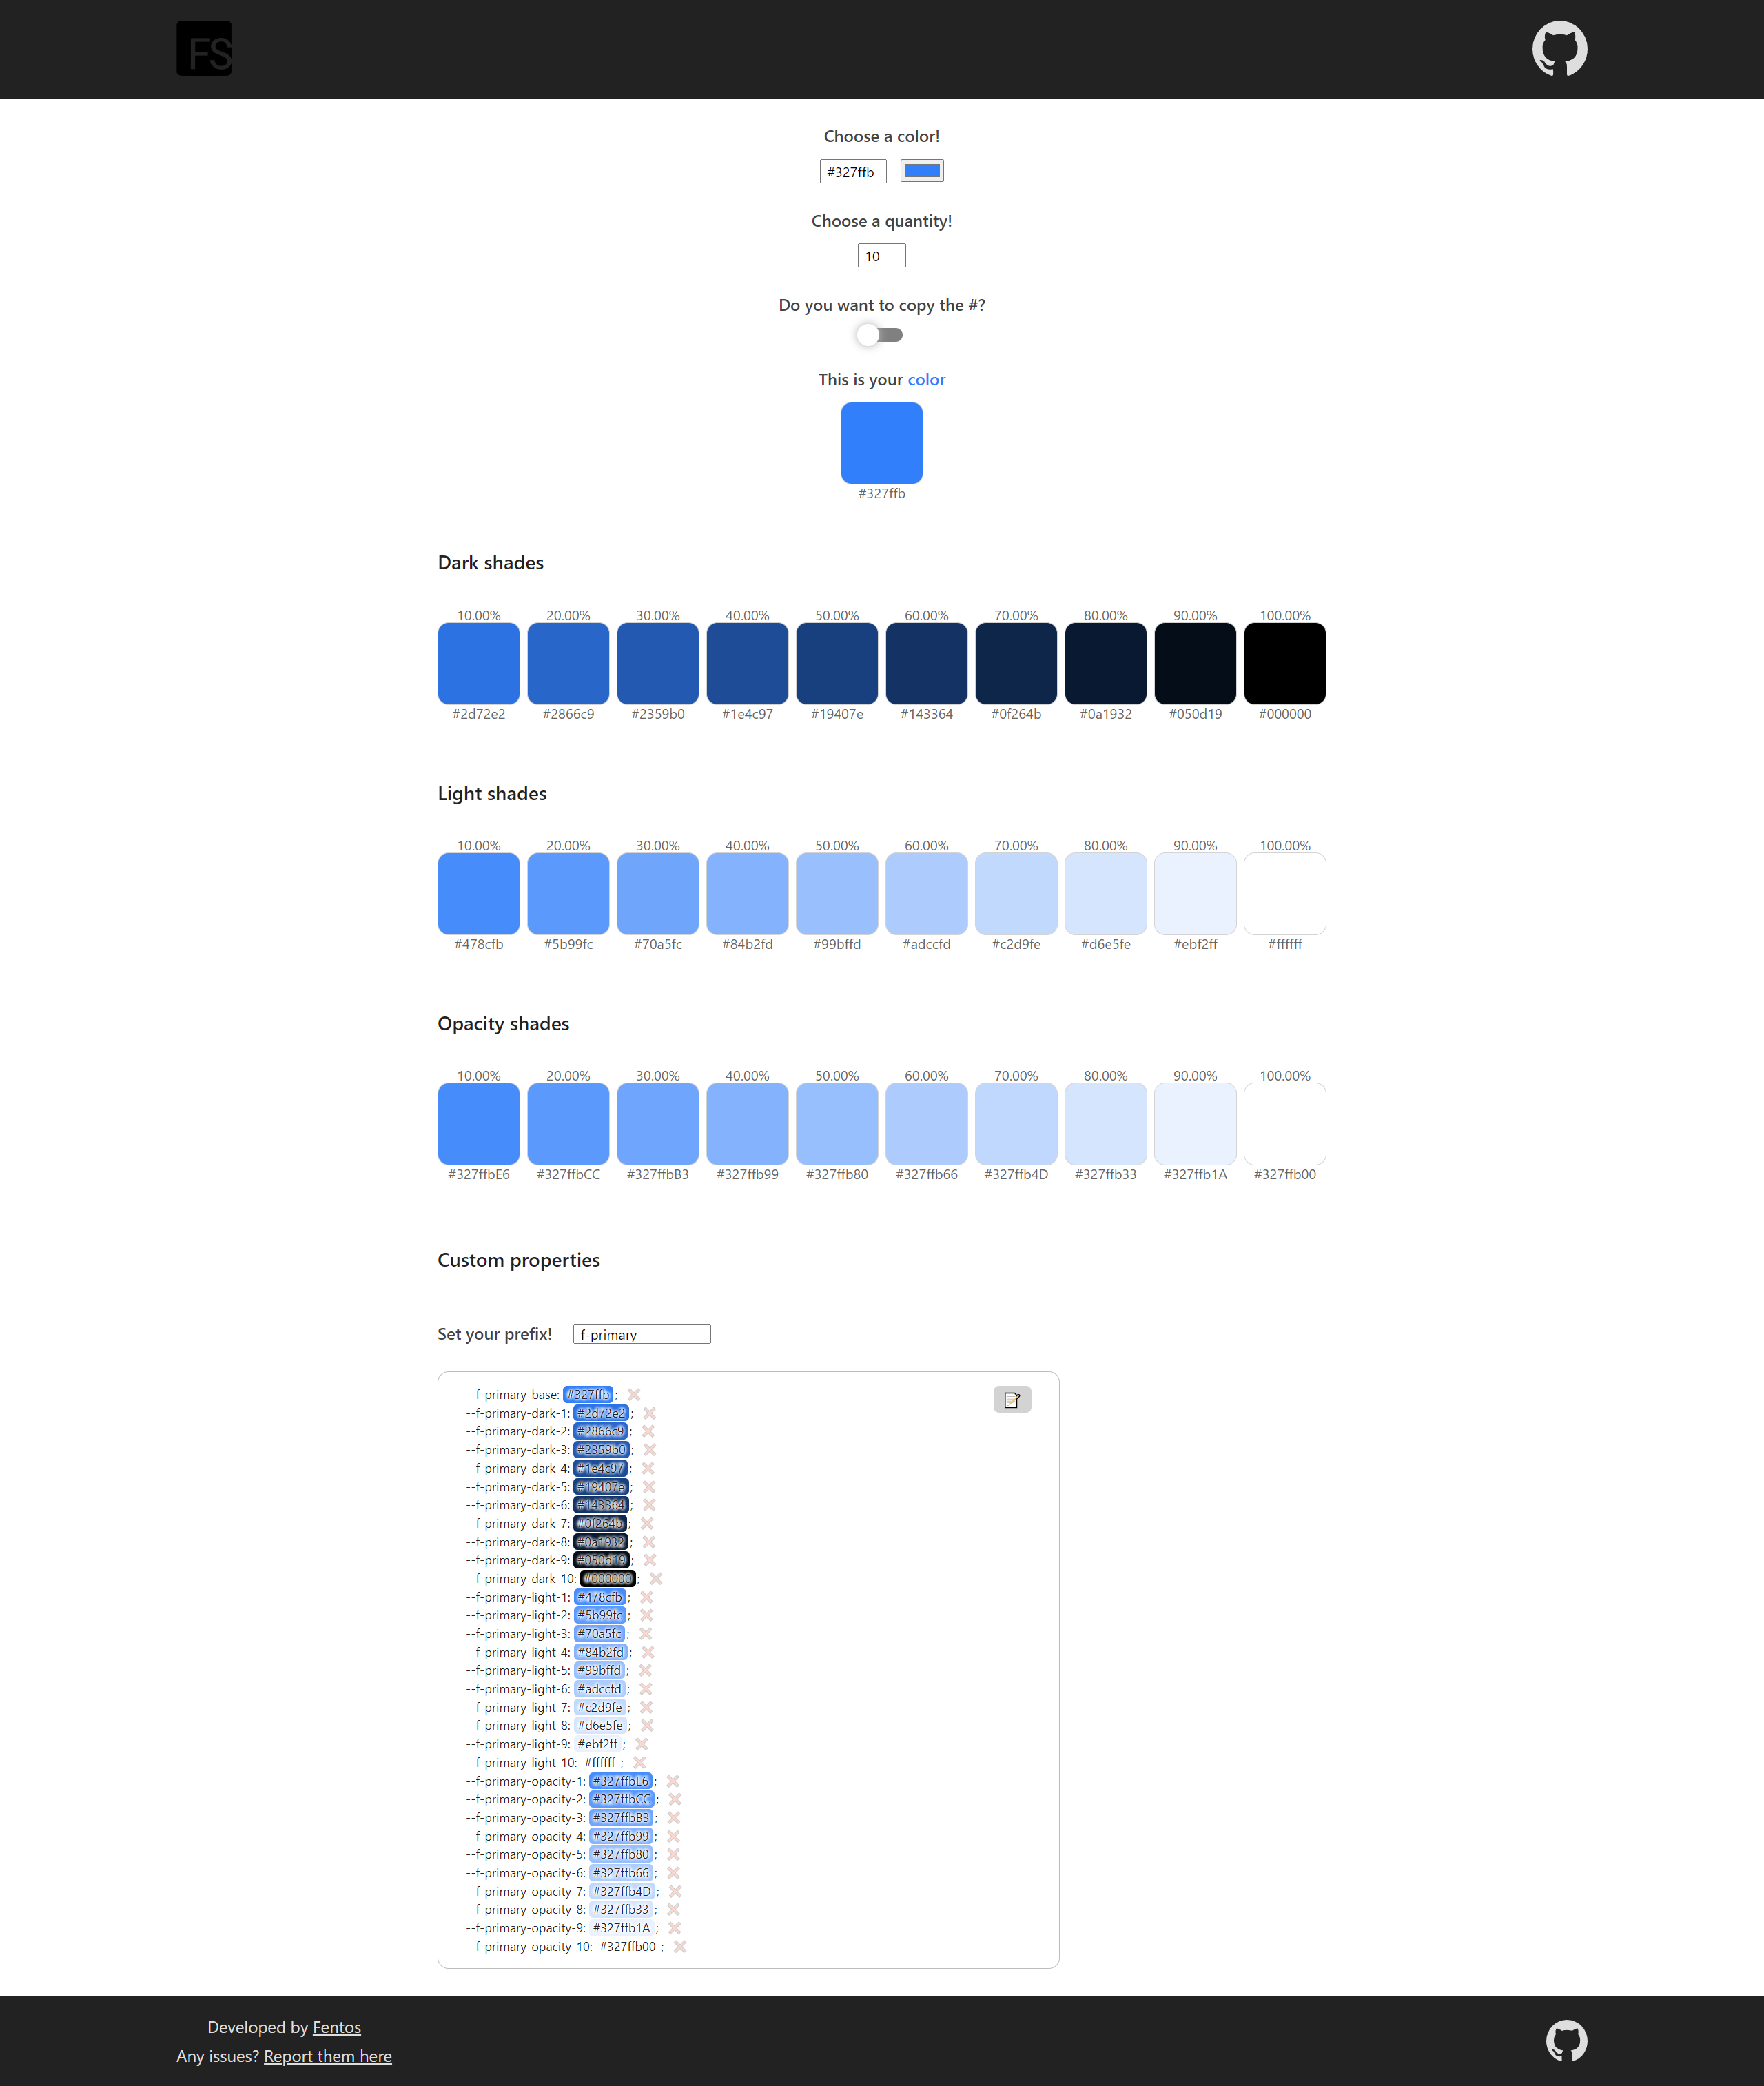 FS
Choose a color!
#327ffb
Choose a quantity!
10
Do you want to copy the #?
This is your color
#327ffb
Dark shades
10.00% 20.00% 30.00% 40.00% 50.00% 60.00% 70.00% 80.00% 90.00% 100.00%
#2d72e2 #2866c9 #2359b0 #1e4c97 #19407e #143364 #0f264b #0a1932 #050d19 #000000
Light shades
10.00% 20.00% 30.00% 40.00% 50.00% 60.00% 70.00% 80.00% 90.00% 100.00%
#478cfb #5b99fc #70a5fc #84b2fd #99bffd #adccfd #c2d9fe #d6e5fe #ebf2ff #ffffff
Opacity shades
10.00% 20.00% 30.00% 40.00% 50.00% 60.00% 70.00% 80.00% 90.00% 100.00%
#327ffbE6 #327ffbCC #327ffbB3 #327ffb99 #327ffb80 #327ffb66 #327ffb4D #327ffb33 #327ffb1A #327ffb00
Custom properties
Set your prefix! f-primary
--f-primary-base: #327ffb ;
--f-primary-dark-1: #2d72e2 ;
--f-primary-dark-2: #2866c9 ;
--f-primary-dark-3: #2359b0 ;
--f-primary-dark-4: #1e4c97 ;
--f-primary-dark-5: #19407e ;
--f-primary-dark-6: #143364 ;
--f-primary-dark-7: #0f264b ;
--f-primary-dark-8: #0a1932 ;
--f-primary-dark-9: #050d19 ;
--f-primary-dark-10: #000000 ;
--f-primary-light-1: #478cfb ;
--f-primary-light-2: #5b99fc ;
--f-primary-light-3: #70a5fc ;
--f-primary-light-4: #84b2fd ;
--f-primary-light-5: #99bffd ;
--f-primary-light-6: #adccfd ;
--f-primary-light-7: #c2d9fe ;
--f-primary-light-8: #d6e5fe ;
--f-primary-light-9: #ebf2ff ;
--f-primary-light-10: #ffffff ;
--f-primary-opacity-1: #327ffbE6 ;
--f-primary-opacity-2: #327ffbCC ;
--f-primary-opacity-3: #327ffbB3 ;
--f-primary-opacity-4: #327ffb99 ;
--f-primary-opacity-5: #327ffb80 ;
--f-primary-opacity-6: #327ffb66 ;
--f-primary-opacity-7: #327ffb4D ;
--f-primary-opacity-8: #327ffb33 ;
--f-primary-opacity-9: #327ffb1A ;
--f-primary-opacity-10: #327ffb00 ;
Developed by Fentos
Any issues? Report them here